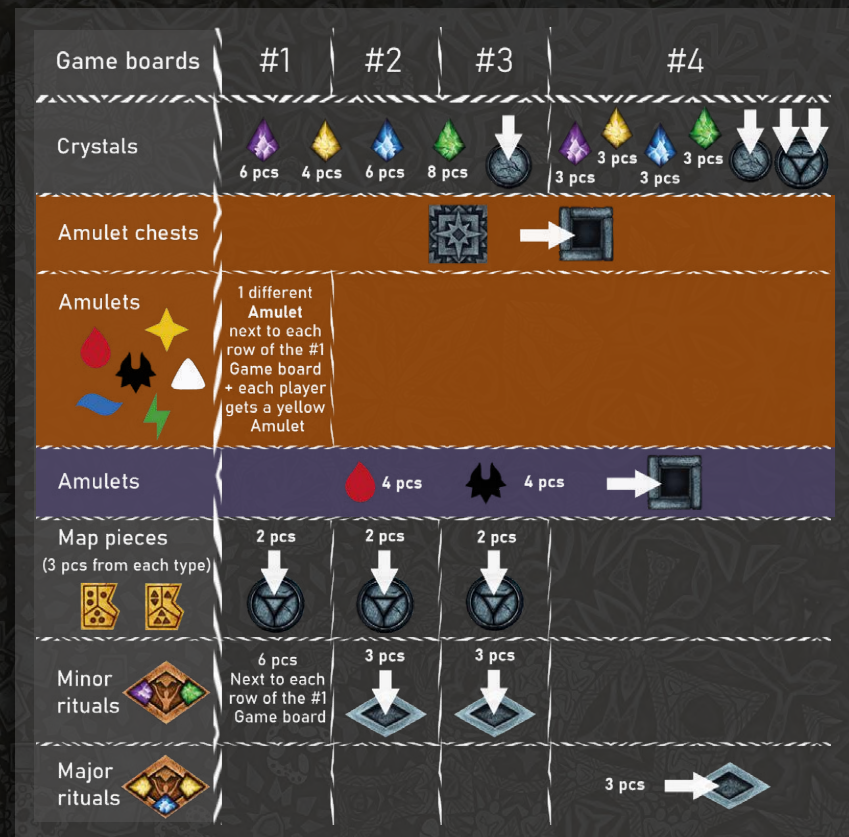 Game boards #1 #2 #3 #4
Crystals
6 pcs 4 pcs 6 pcs 8 pcs 3 pcs 3 pcs 3 pcs 3 pcs
Amulet chests
Amulets
1 different
Amulet
next to each
row of the #1
Game board
+ each player
gets a yellow
Amulet
Amulets 4 pcs 4 pcs
Map pieces
(3 pcs from each type)
2 pcs 2 pcs 2 pcs
Minor
rituals
6 pcs
Next to each
row of the #1
Game board
3 pcs 3 pcs
Major
rituals
3 pcs